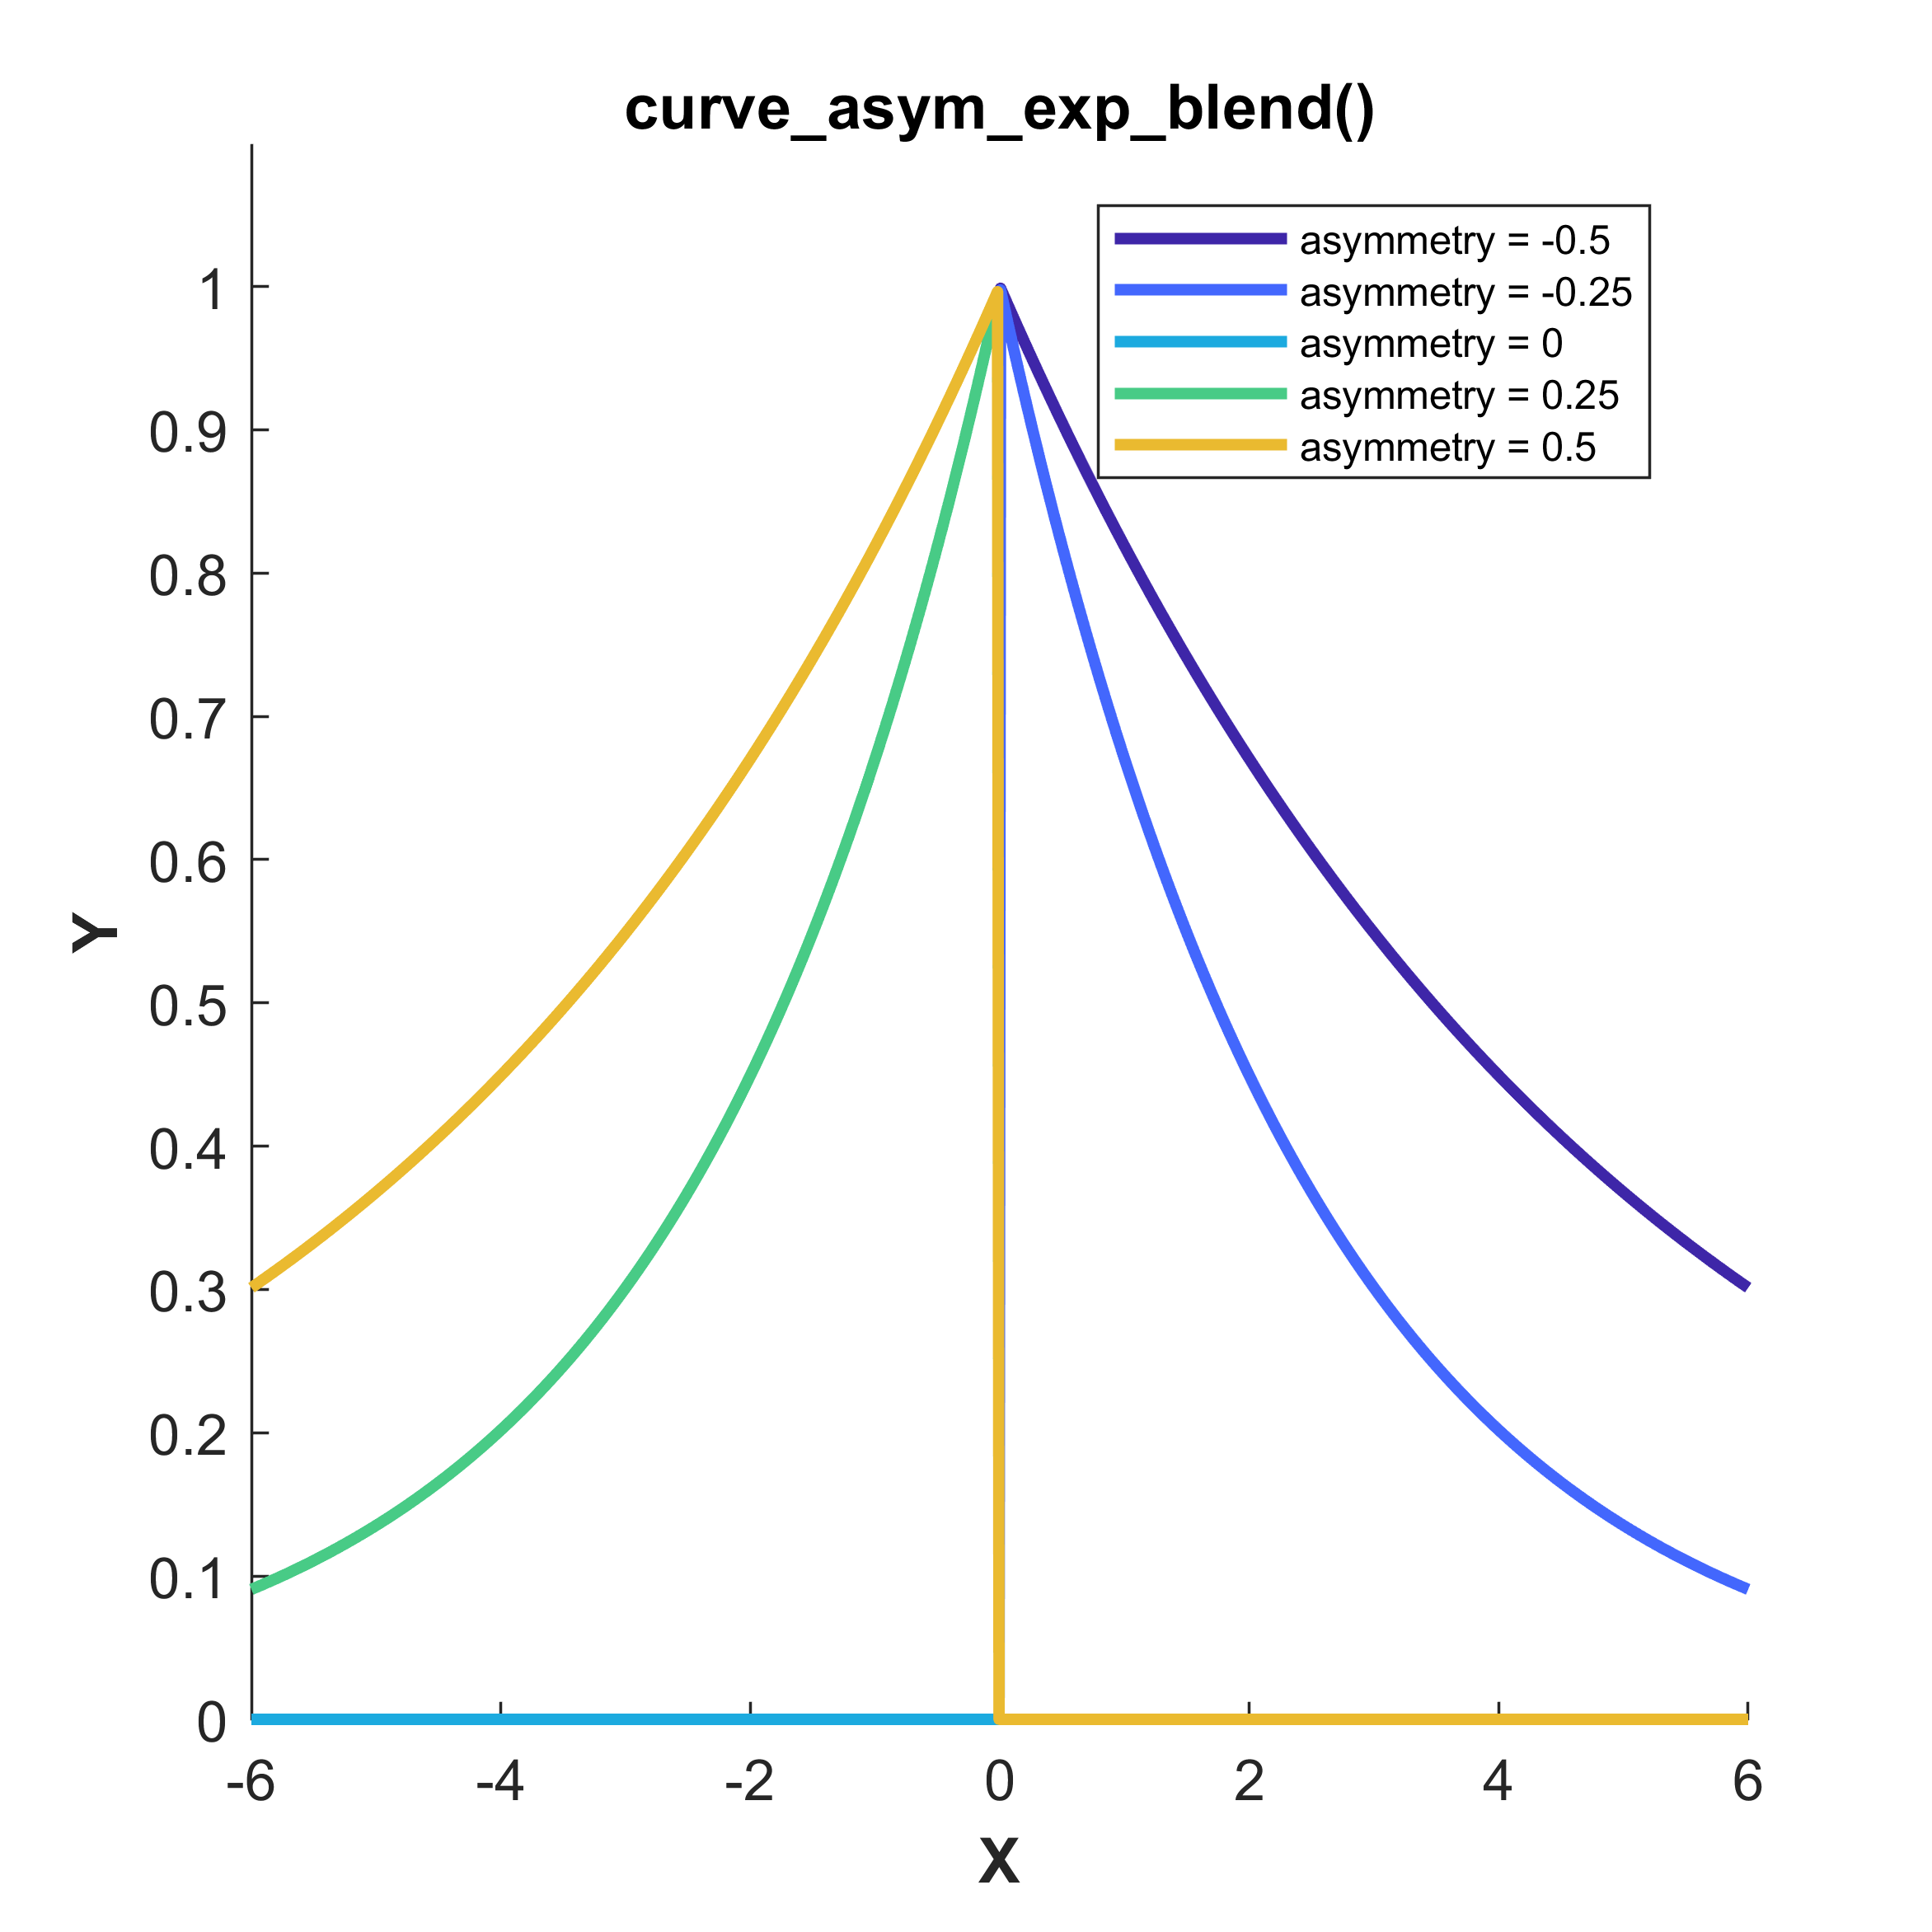 curve_asym_exp_blend()
asymmetry = -0.5
asymmetry = -0.25
asymmetry = 0
asymmetry = 0.25
asymmetry = 0.5
1
0.9
0.8
0.7
0.6
0.5
0.4
0.3
0.2
0.1
0
Y
-6 -4 -2 0 2 4 6
X